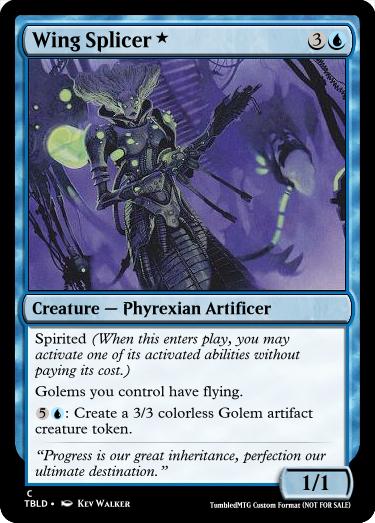 Wing Splicer ★ 3
Creature — Phyrexian Artificer
Spirited (When this enters play, you may
activate one of its activated abilities without
paying its cost.)
Golems you control have flying.
5 : Create a 3/3 colorless Golem artifact
creature token.
“Progress is our great inheritance, perfection our
ultimate destination.”
1/1
C
TBLD • Kev Walker
TumbledMTG Custom Format (NOT FOR SALE)